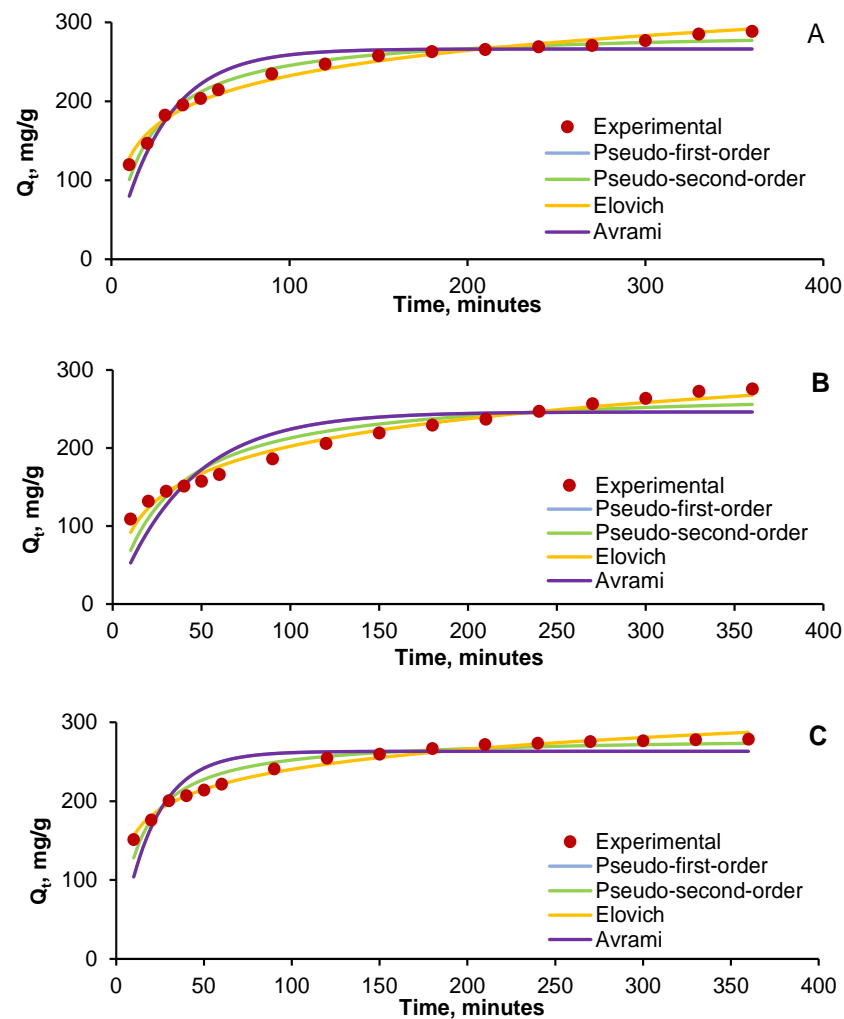 A
300
200
100
0
Qt, mg/g
Experimental
Pseudo-first-order
Pseudo-second-order
Elovich
Avrami
0 100 200 300 400
Time, minutes
B
300
200
100
0
Qt, mg/g
Experimental
Pseudo-first-order
Pseudo-second-order
Elovich
Avrami
0 50 100 150 200 250 300 350 400
Time, minutes
C
300
200
100
0
Qt, mg/g
Experimental
Pseudo-first-order
Pseudo-second-order
Elovich
Avrami
0 50 100 150 200 250 300 350 400
Time, minutes